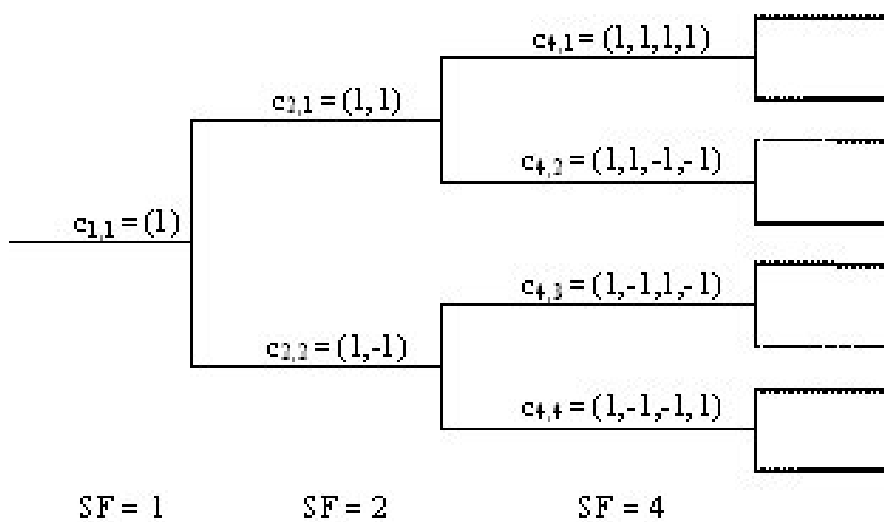 c4,1 = (1,1,1,1)
c2,1 = (1,1)
c4,2 = (1,1,-1,-1)
c1,1 = (1)
c4,3 = (1,-1,1,-1)
c2,2 = (1,-1)
c4,4 = (1,-1,-1,1)
SF = 1 SF = 2 SF = 4